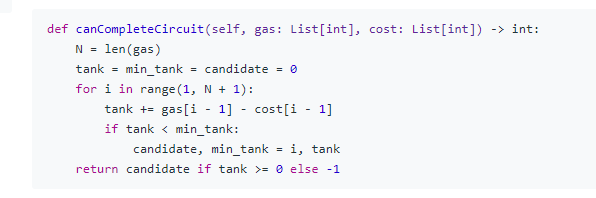 def canCompleteCircuit(self, gas: List[int], cost: List[int]) -> int:
    N = len(gas)
    tank = min_tank = candidate = 0
    for i in range(1, N + 1):
        tank += gas[i - 1] - cost[i - 1]
        if tank < min_tank:
            candidate, min_tank = i, tank
    return candidate if tank >= 0 else -1